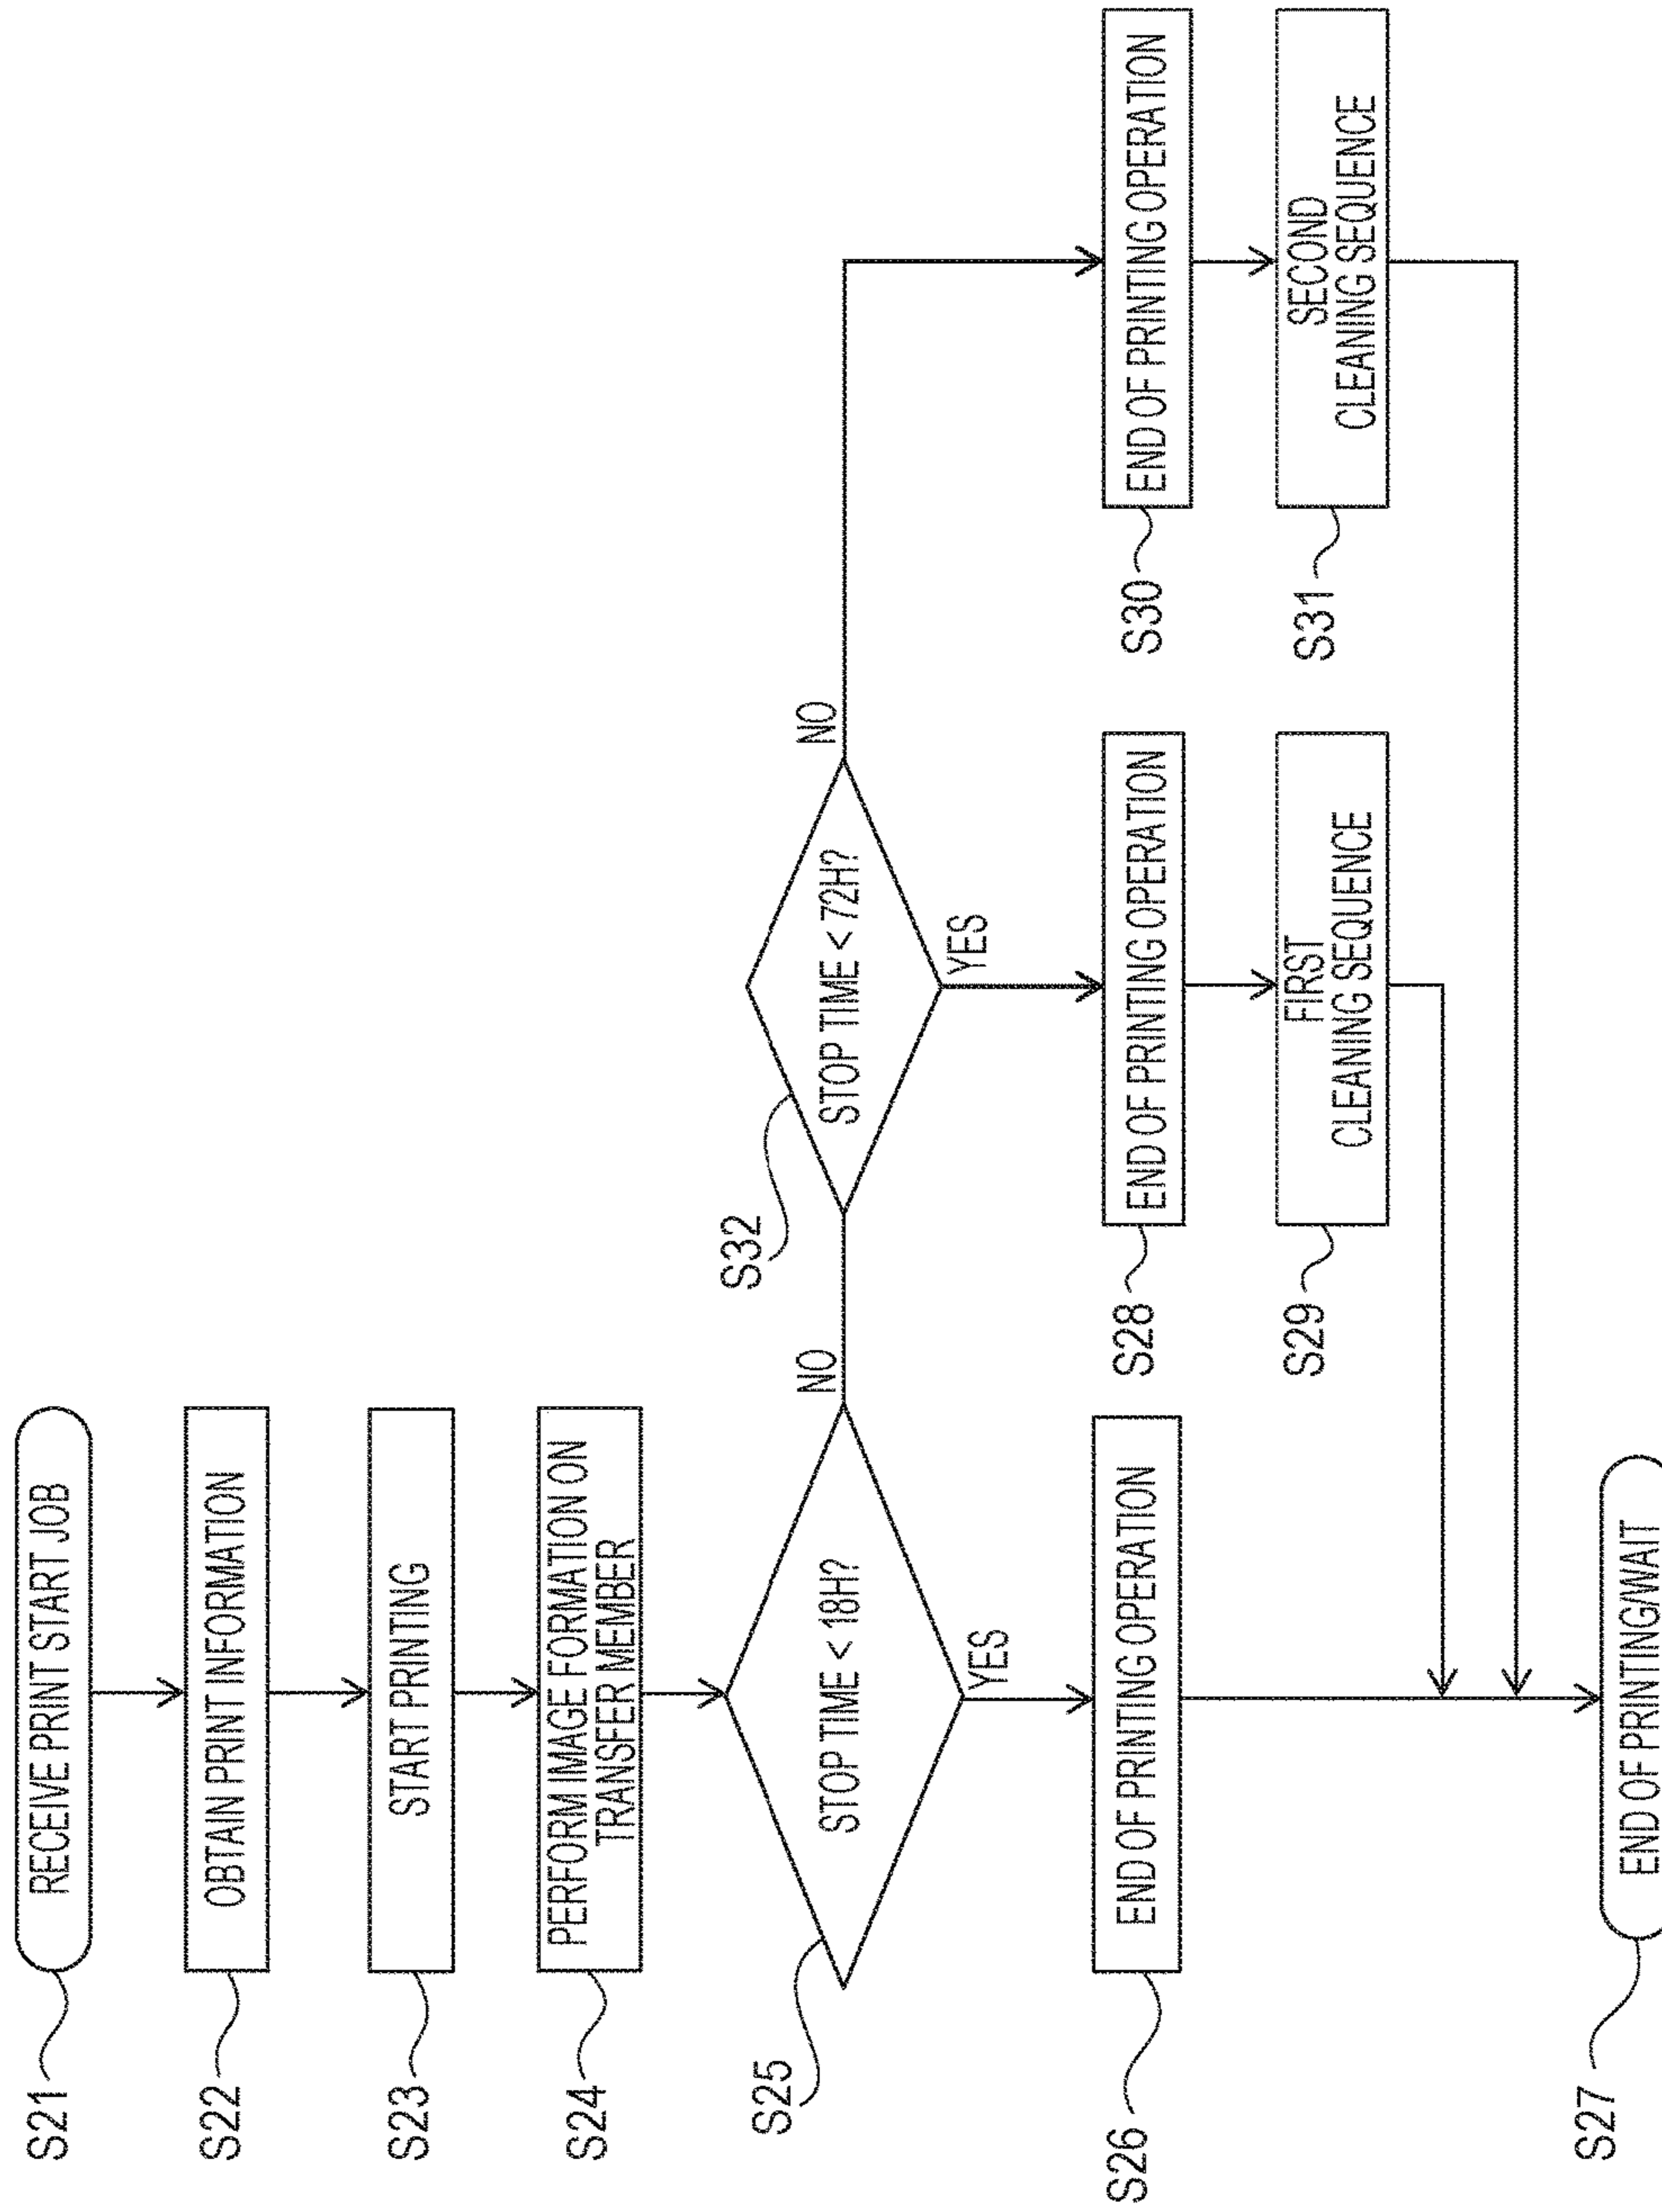 S21
RECEIVE PRINT START JOB
S22
OBTAIN PRINT INFORMATION
S23
START PRINTING
S24
PERFORM IMAGE FORMATION ON
TRANSFER MEMBER
S25
STOP TIME < 18H?
NO
YES
S32
STOP TIME < 72H?
NO
YES
S26
END OF PRINTING OPERATION
S28
END OF PRINTING OPERATION
S30
END OF PRINTING OPERATION
S29
FIRST
CLEANING SEQUENCE
S31
SECOND
CLEANING SEQUENCE
S27
END OF PRINTING/WAIT